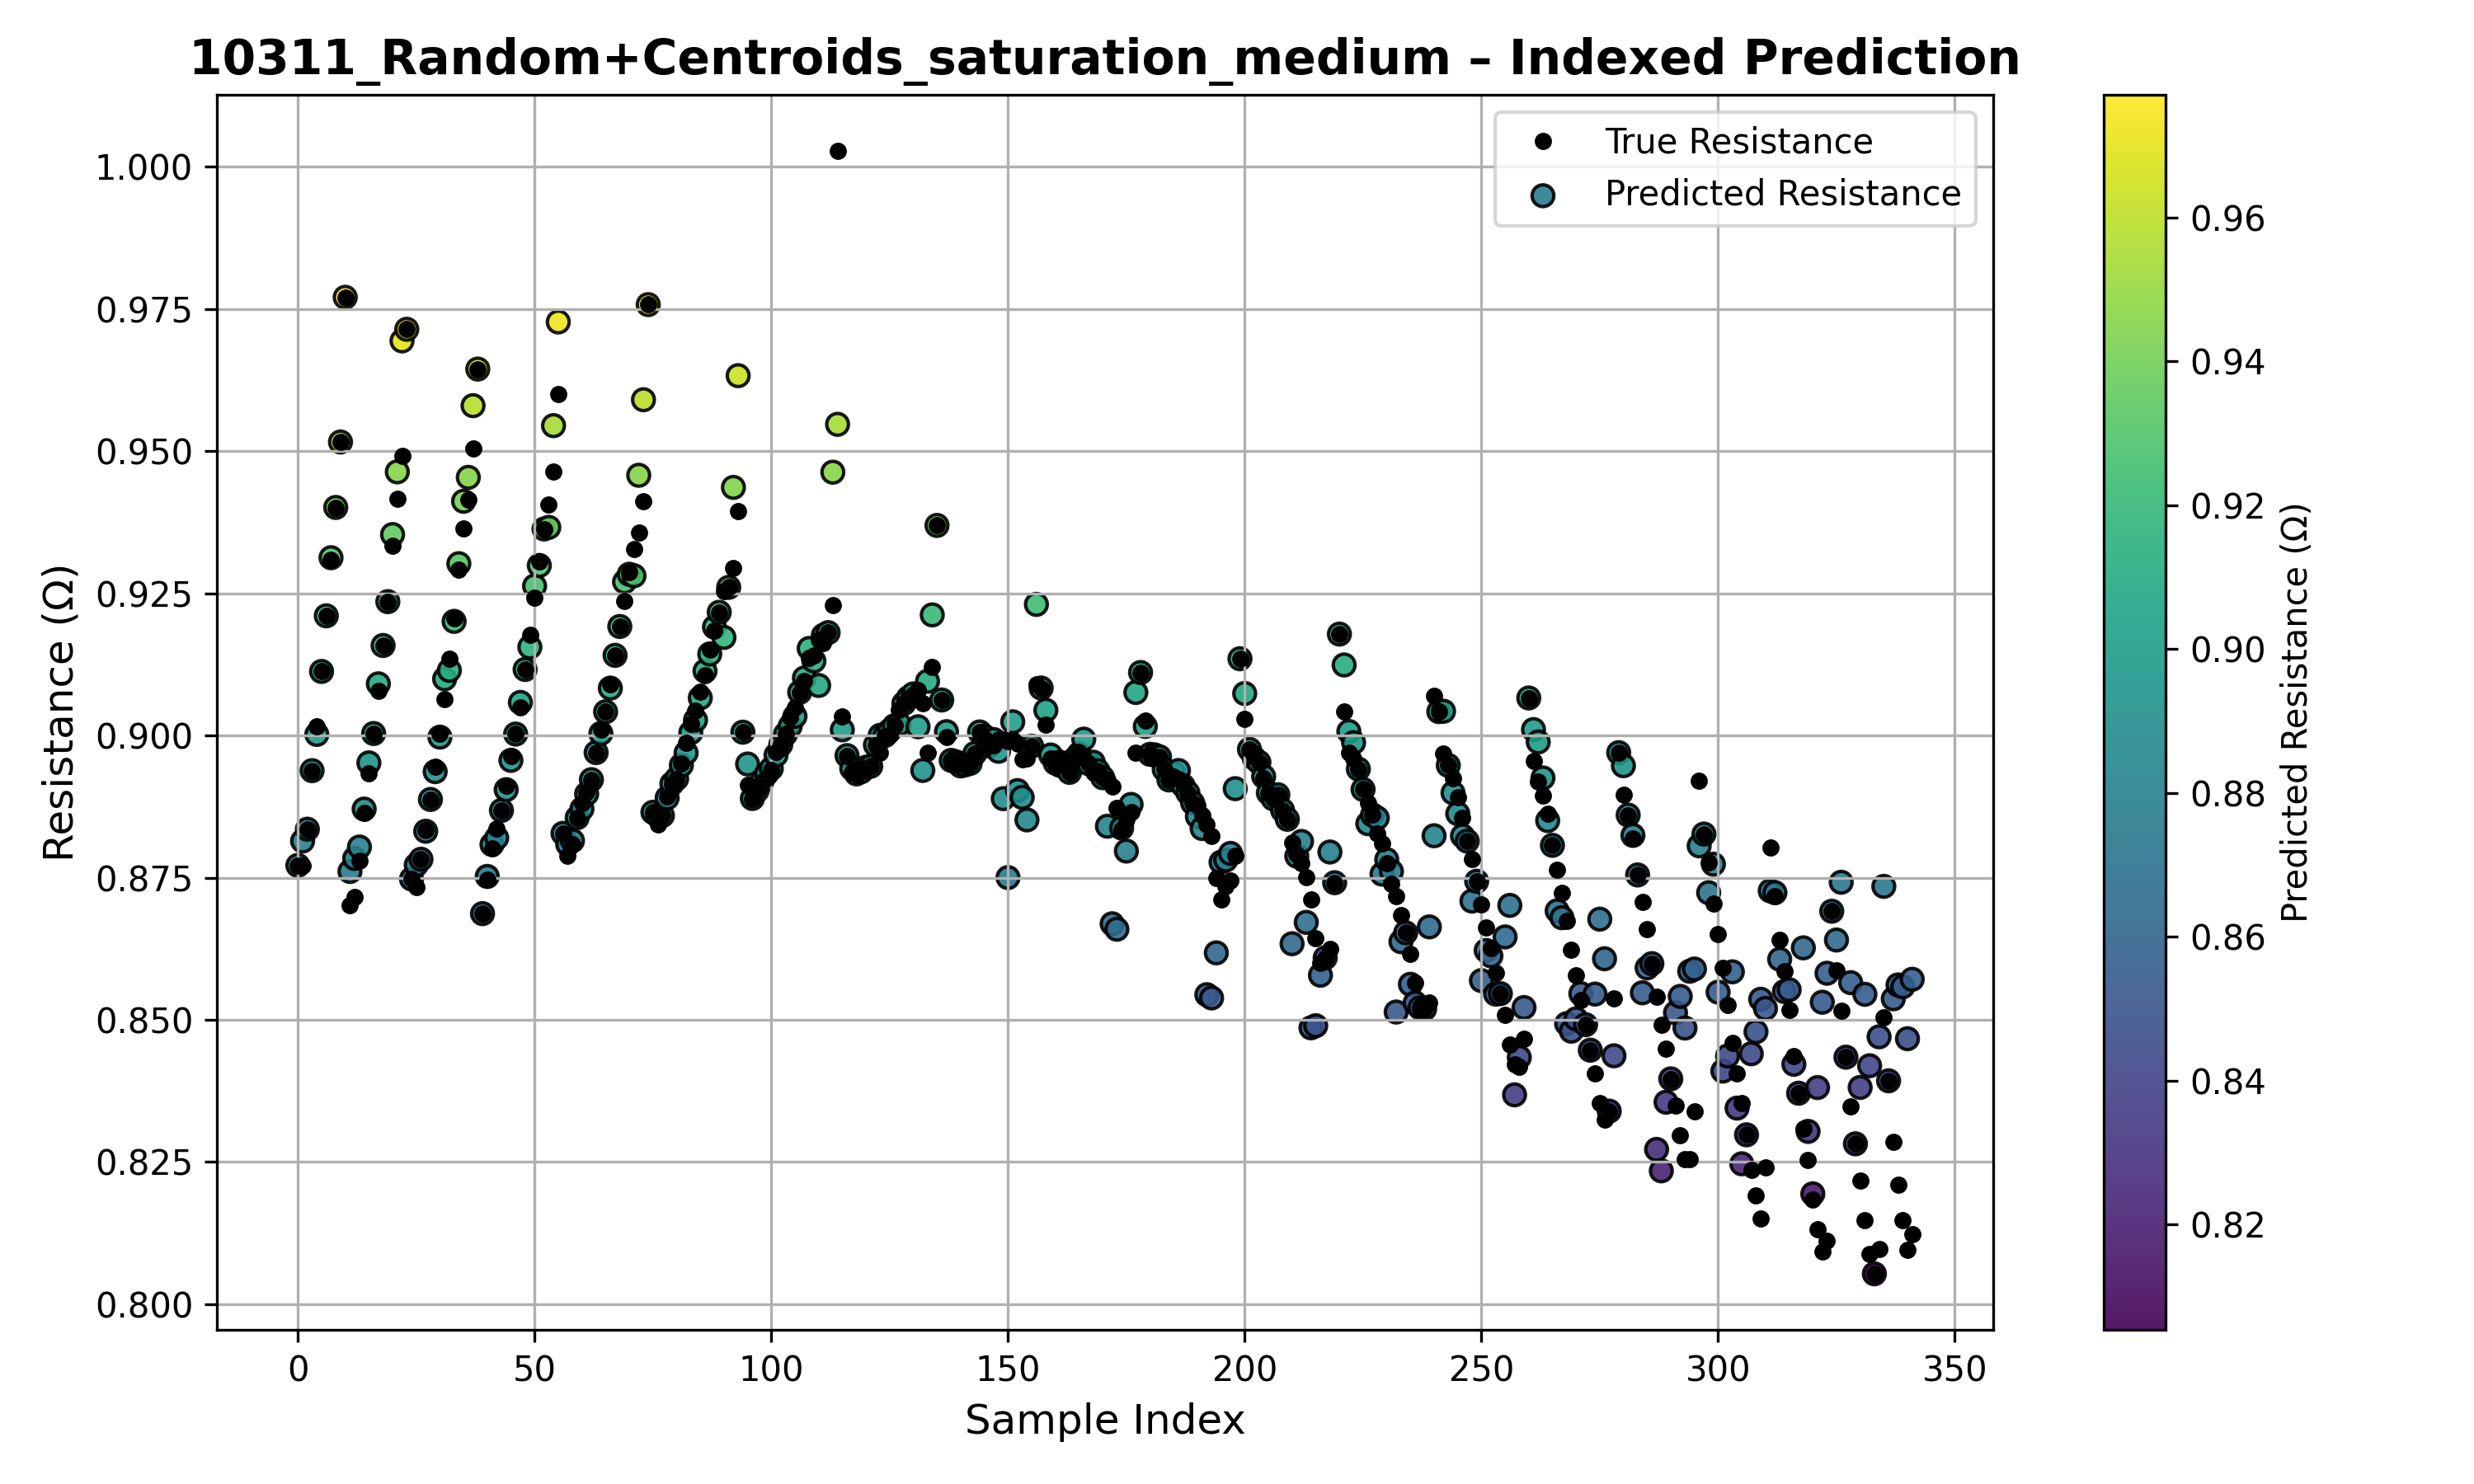 10311_Random+Centroids_saturation_medium – Indexed Prediction
True Resistance
Predicted Resistance
Resistance (Ω)
1.000
0.975
0.950
0.925
0.900
0.875
0.850
0.825
0.800
0 50 100 150 200 250 300 350
Sample Index
0.96
0.94
0.92
0.90
0.88
0.86
0.84
0.82
Predicted Resistance (Ω)